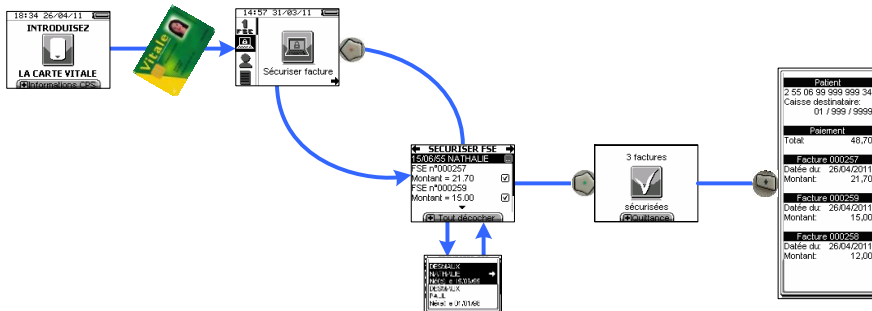 18:34 26/04/11
INTRODUISEZ
LA CARTE VITALE
Informations CPS
Vitale
14:57 31/03/11
1
FSE
Sécuriser facture
SECURISER FSE
15/06/55 NATHALIE
FSE n°000257
Montant = 21.70
FSE n°000259
Montant = 15.00
Tout décocher
DESMAUX
NATHALIE
DESMAUX
PAUL
3 factures
sécurisées
Quittance
Patient
2 55 06 99 999 999 34
Caisse destinataire:
01 / 999 / 9999
Paiement
Total: 48,70
Facture 000257
Datée du: 26/04/2011
Montant: 21,70
Facture 000259
Datée du: 26/04/2011
Montant: 15,00
Facture 000258
Datée du: 26/04/2011
Montant: 12,00